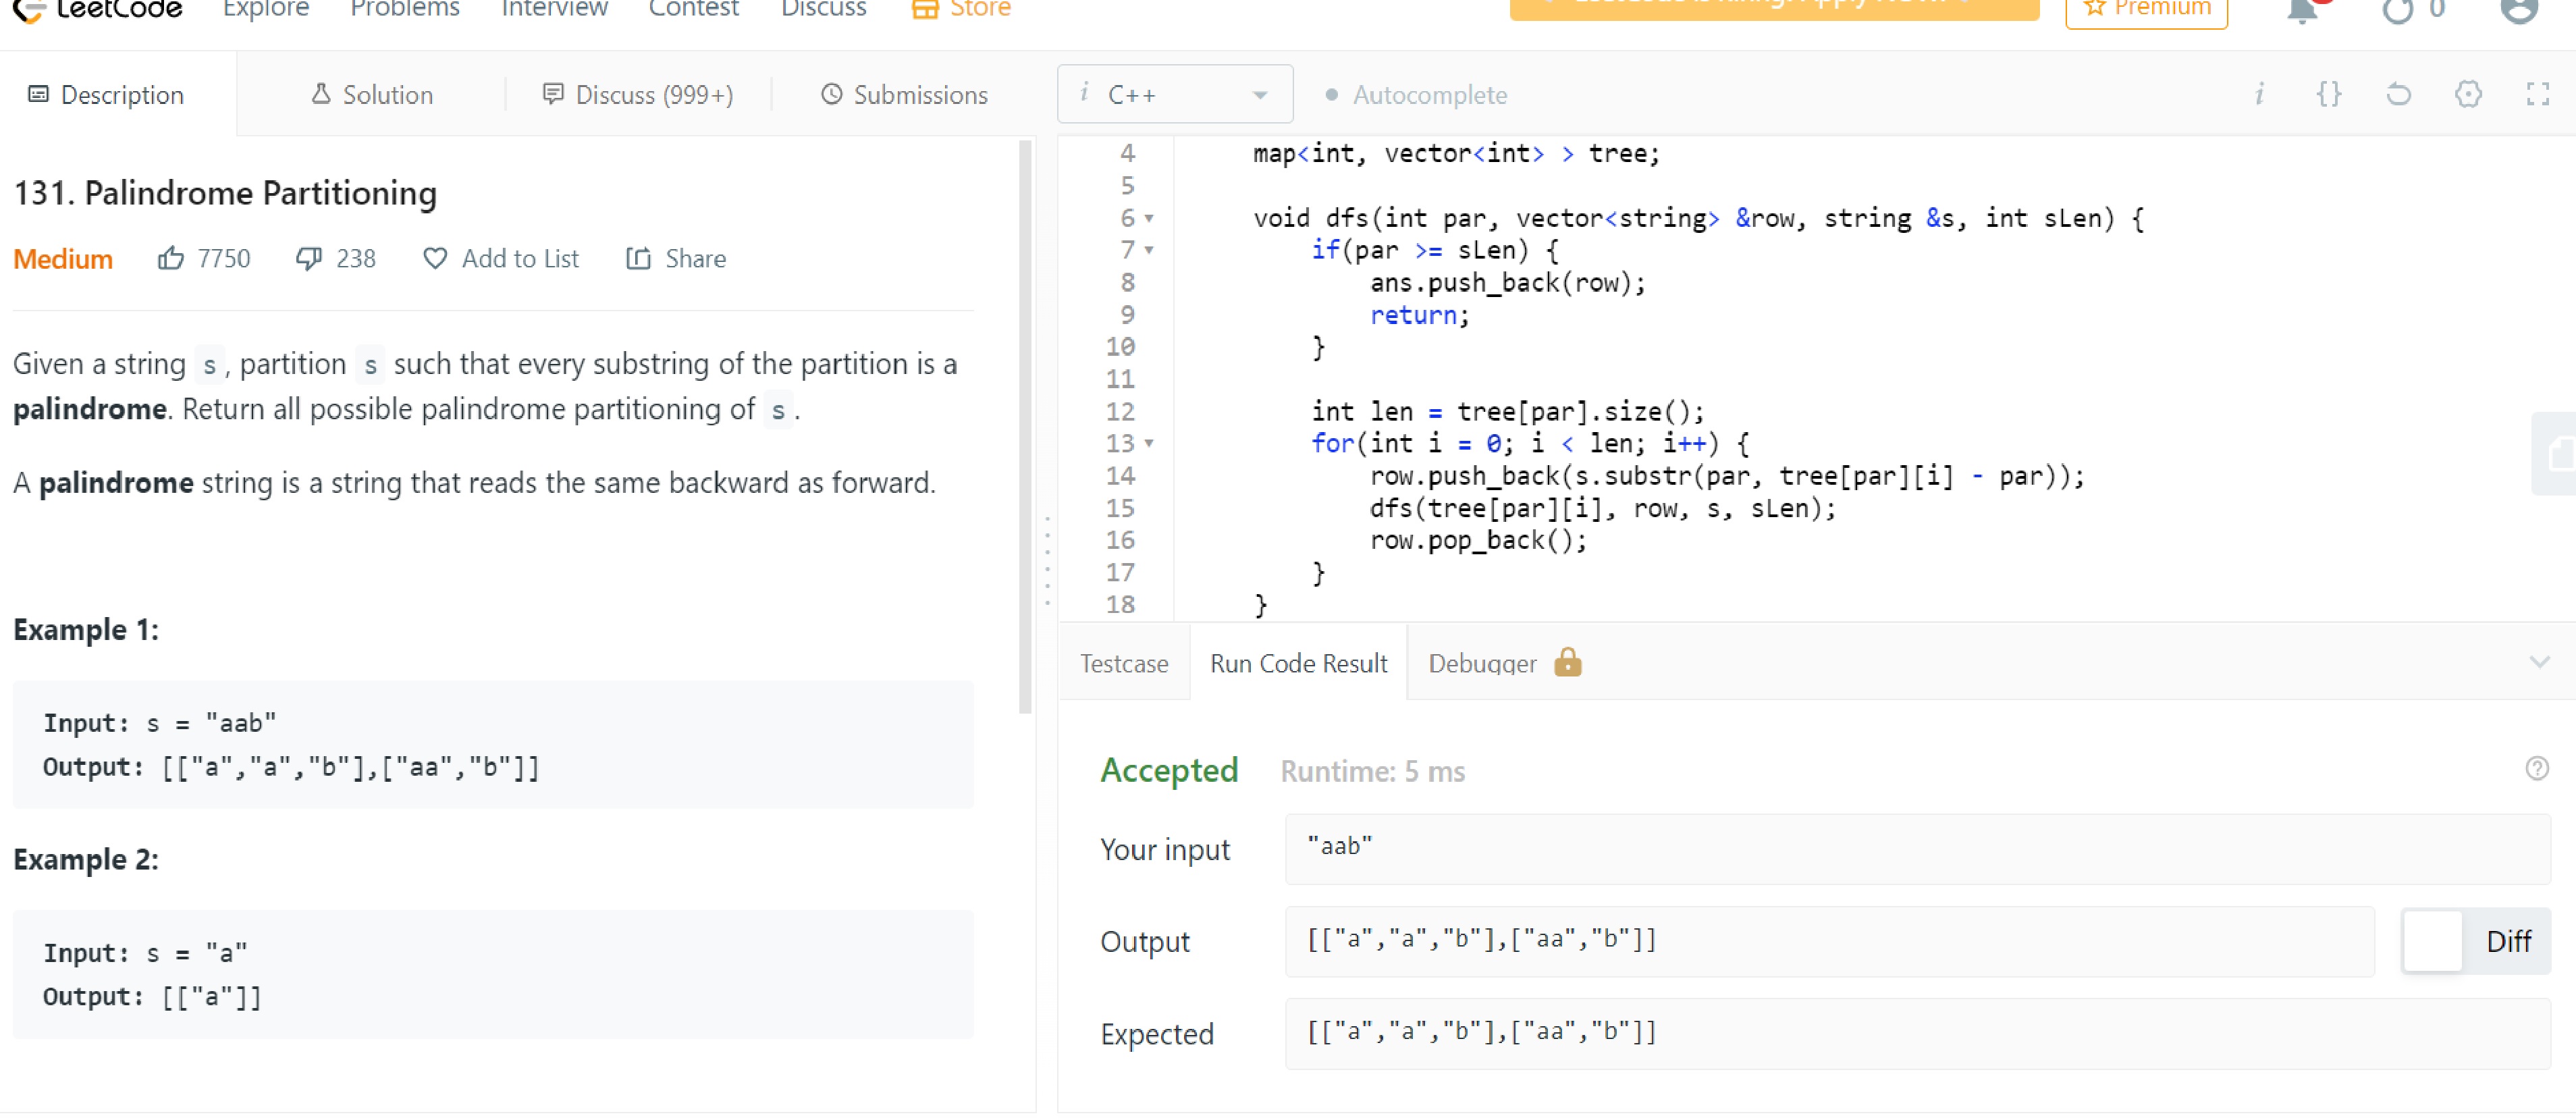 LeetCode Explore Problems Interview Contest Discuss Store
Premium 0
Description Solution Discuss (999+) Submissions
i C++ Autocomplete i {}
131. Palindrome Partitioning
Medium 7750 238 Add to List Share
Given a string s, partition s such that every substring of the partition is a
palindrome. Return all possible palindrome partitioning of s.
A palindrome string is a string that reads the same backward as forward.
Example 1:
Input: s = "aab"
Output: [["a","a","b"],["aa","b"]]
Example 2:
Input: s = "a"
Output: [["a"]]
4 map<int, vector<int> > tree;
5
6 void dfs(int par, vector<string> &row, string &s, int sLen) {
7 if(par >= sLen) {
8 ans.push_back(row);
9 return;
10 }
11
12 int len = tree[par].size();
13 for(int i = 0; i < len; i++) {
14 row.push_back(s.substr(par, tree[par][i] - par));
15 dfs(tree[par][i], row, s, sLen);
16 row.pop_back();
17 }
18 }
Testcase Run Code Result Debugger
Accepted Runtime: 5 ms
Your input "aab"
Output [["a","a","b"],["aa","b"]] Diff
Expected [["a","a","b"],["aa","b"]]